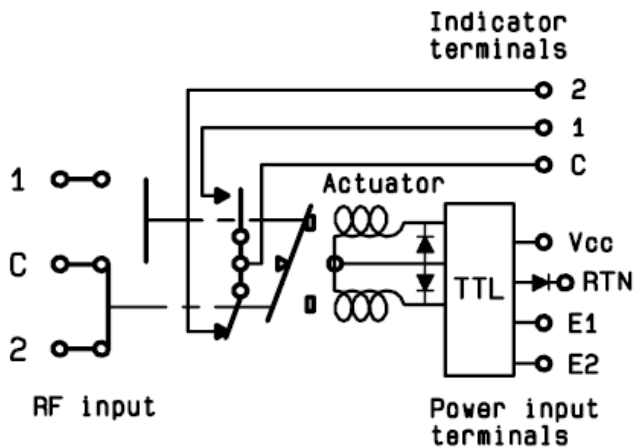 Indicator
terminals
2
1
C
1
C
2
RF input
Actuator
TTL
Vcc
RTN
E1
E2
Power input
terminals